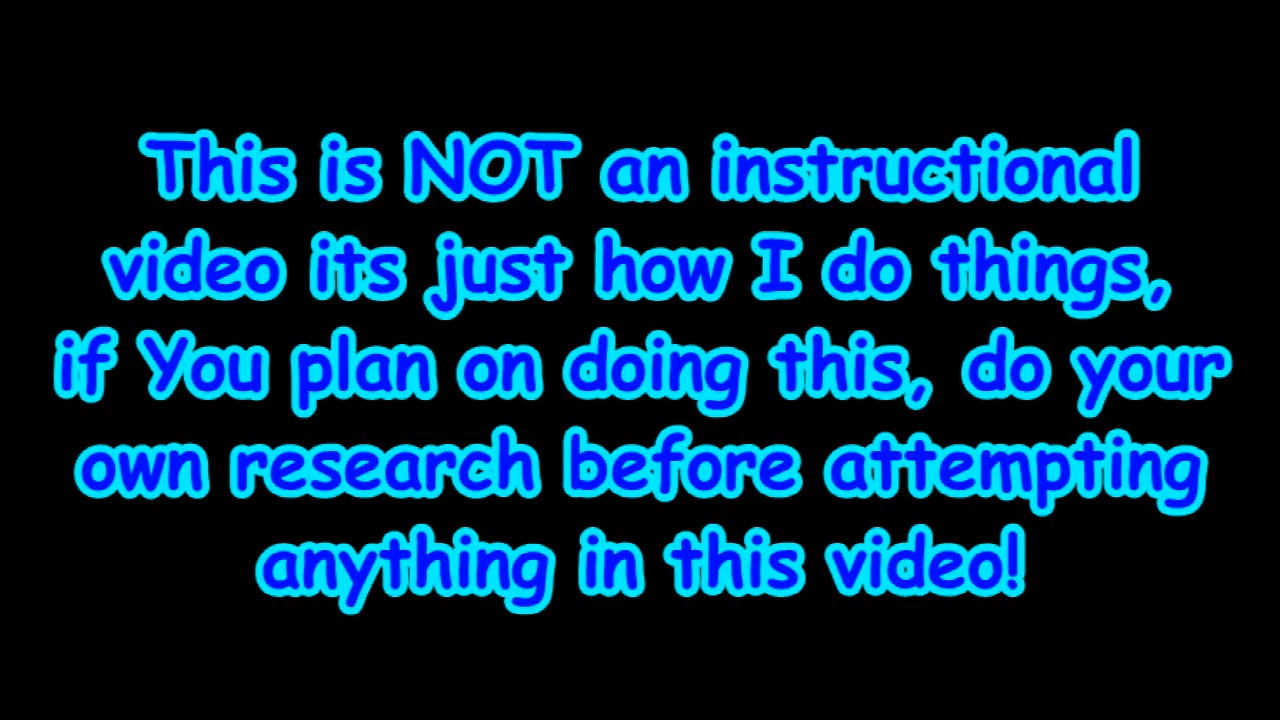 This is NOT an instructional
video its just how I do things,
if You plan on doing this, do your
own research before attempting
anything in this video!